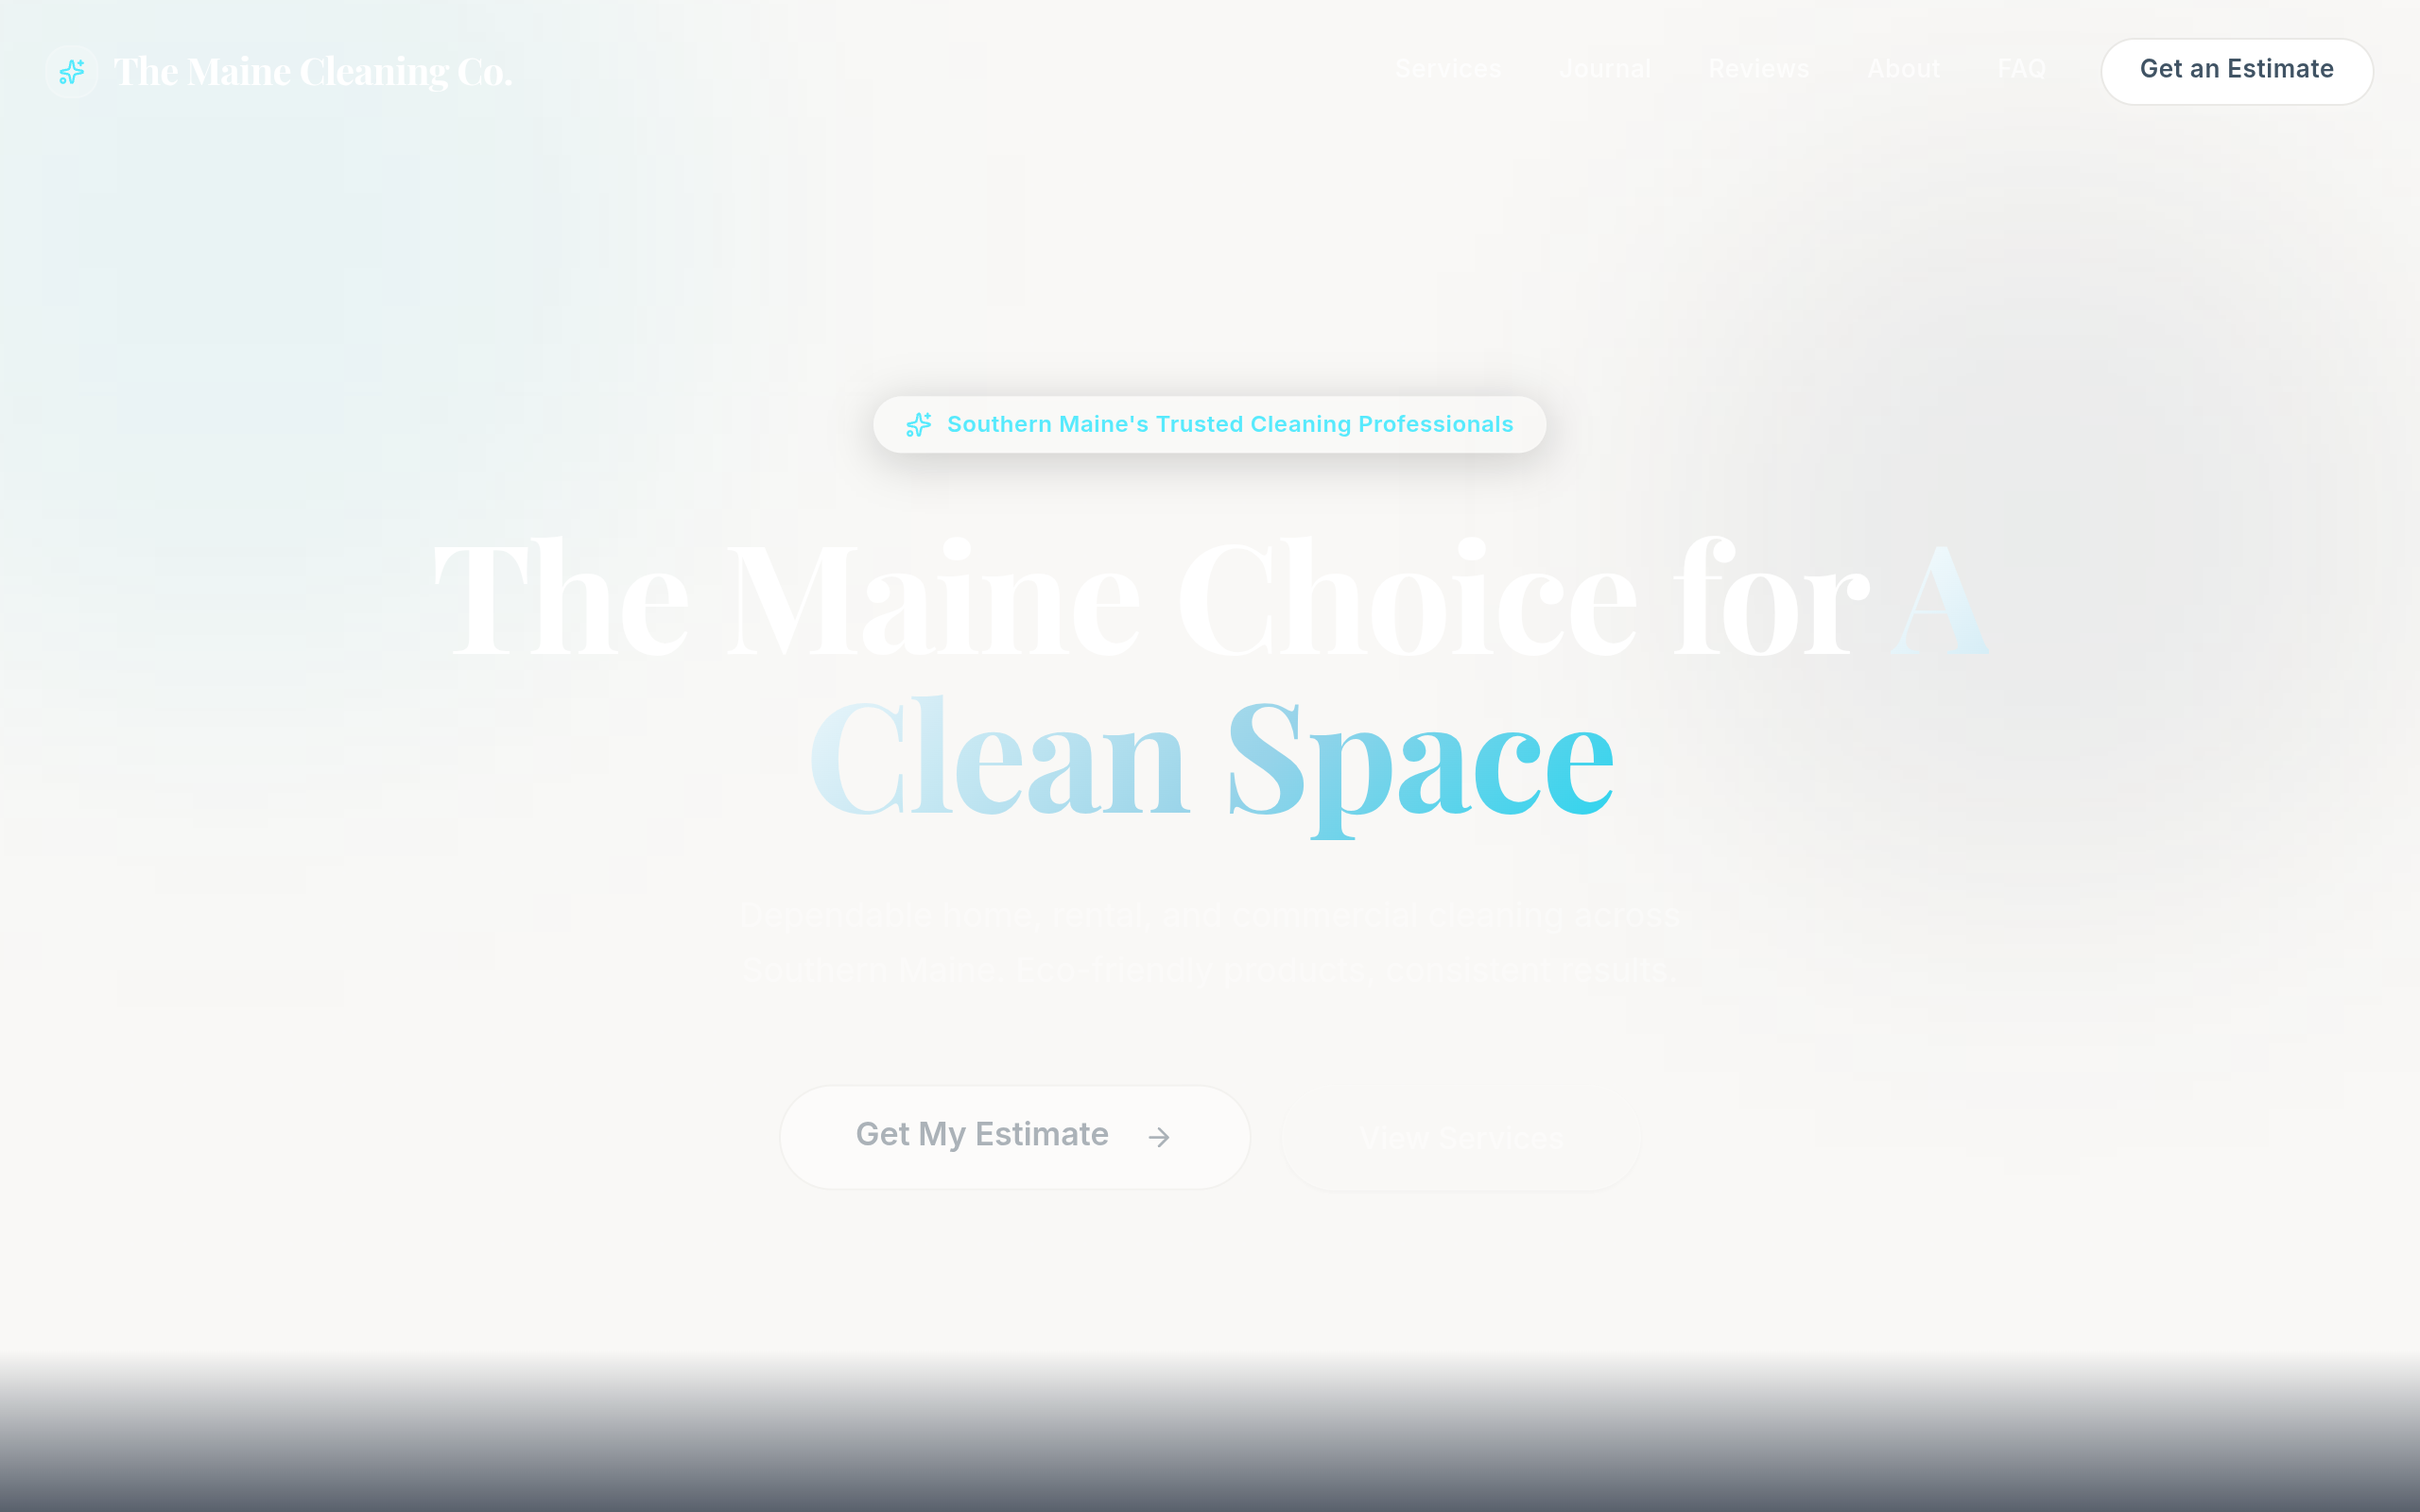 The Maine Cleaning Co.
Services Journal Reviews About FAQ Get an Estimate
Southern Maine's Trusted Cleaning Professionals
The Maine Choice for A
Clean Space
Dependable home, rental, and commercial cleaning across
Southern Maine. Eco-friendly products, consistent results.
Get My Estimate
View Services